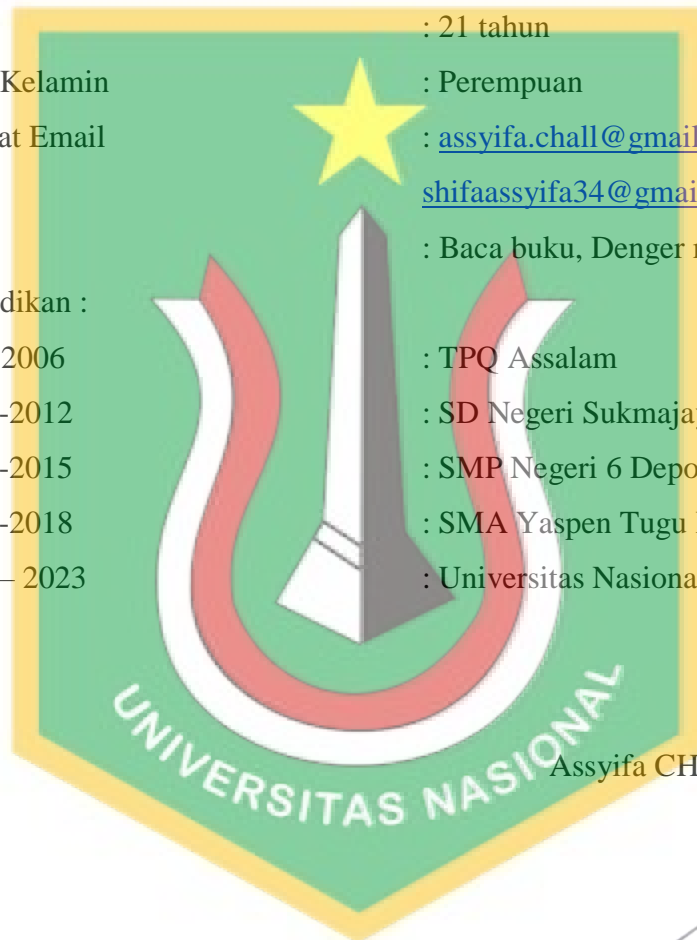 : 21 tahun
Kelamin : Perempuan
at Email : assyifa.chall@gmail
shifaassyifa34@gmai
: Baca buku, Denger
dikan :
2006 : TPQ Assalam
-2012 : SD Negeri Sukmaja
-2015 : SMP Negeri 6 Depo
-2018 : SMA Yaspen Tugu
– 2023 : Universitas Nasiona
UNIVERSITAS NASIONAL
Assyifa CH